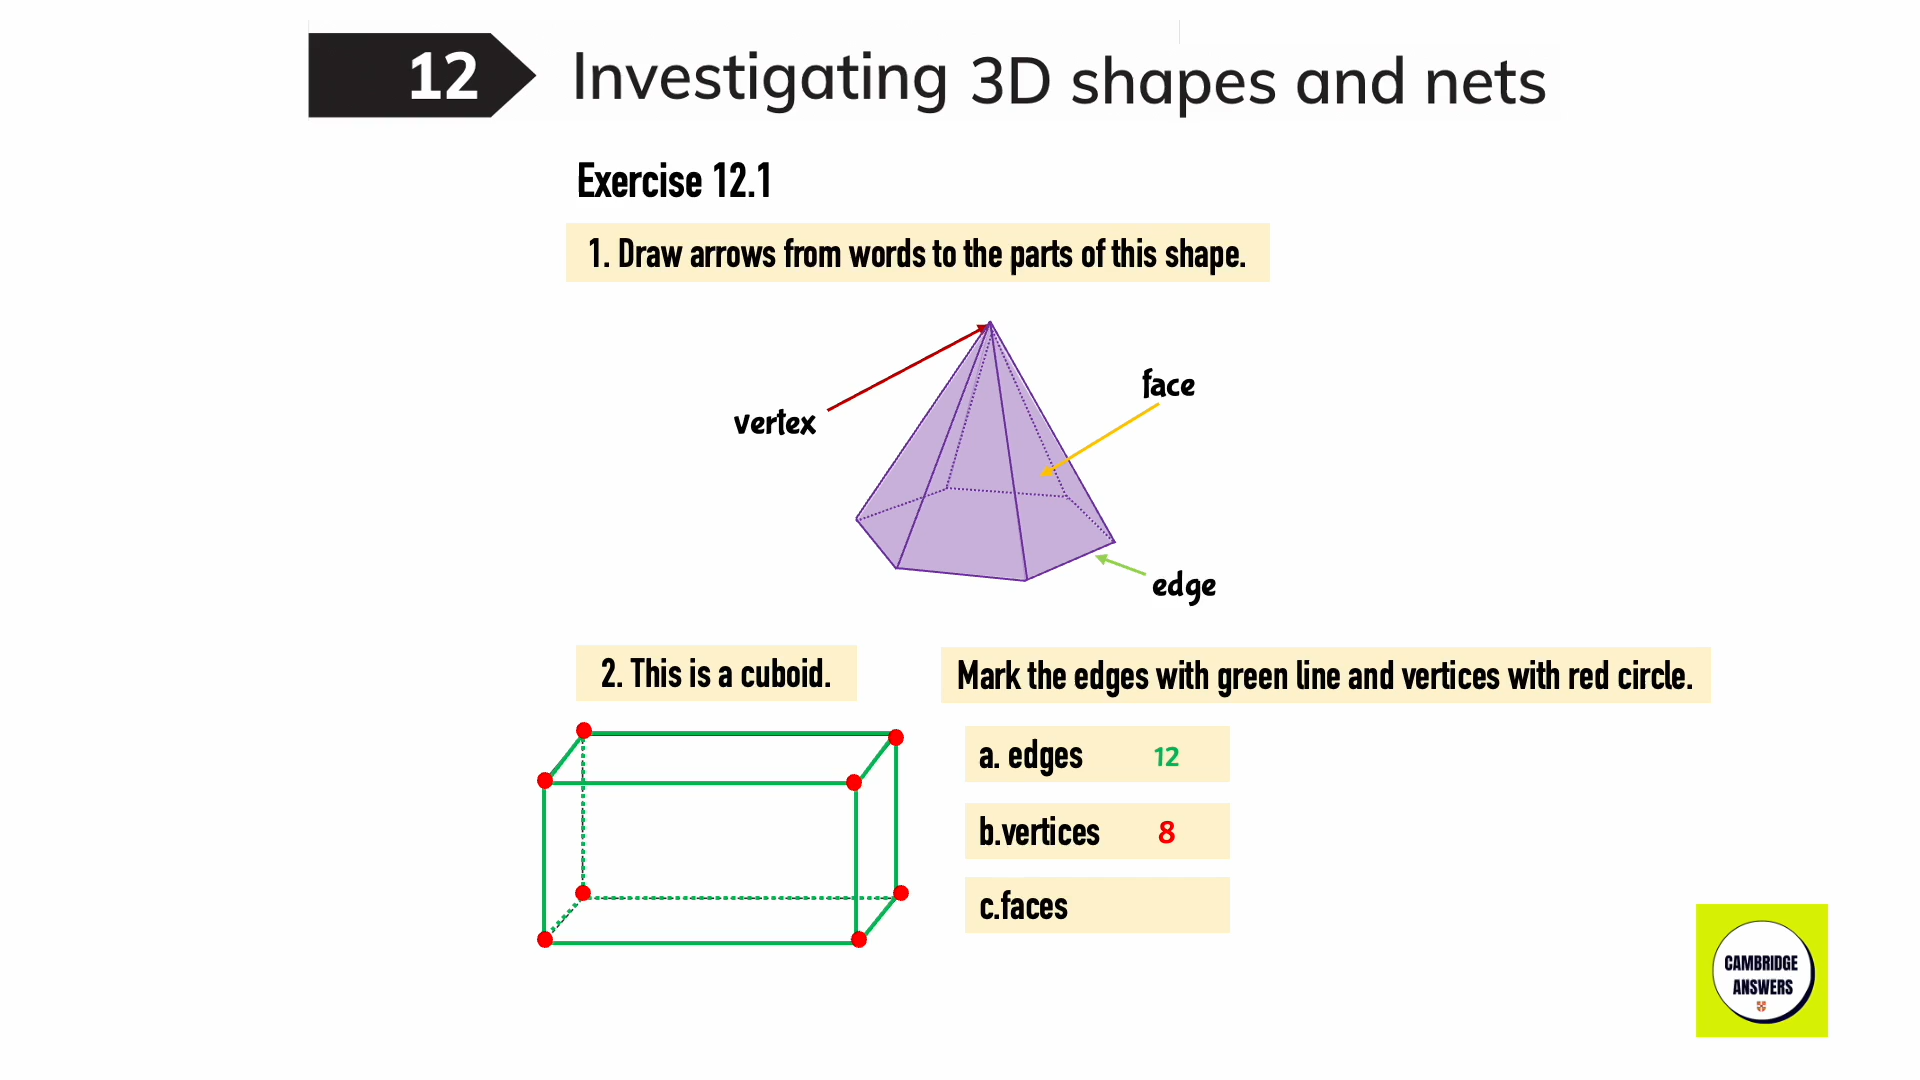 12 Investigating 3D shapes and nets
Exercise 12.1
1. Draw arrows from words to the parts of this shape.
face
vertex
edge
2. This is a cuboid.
Mark the edges with green line and vertices with red circle.
a. edges 12
b.vertices 8
c.faces
CAMBRIDGE
ANSWERS